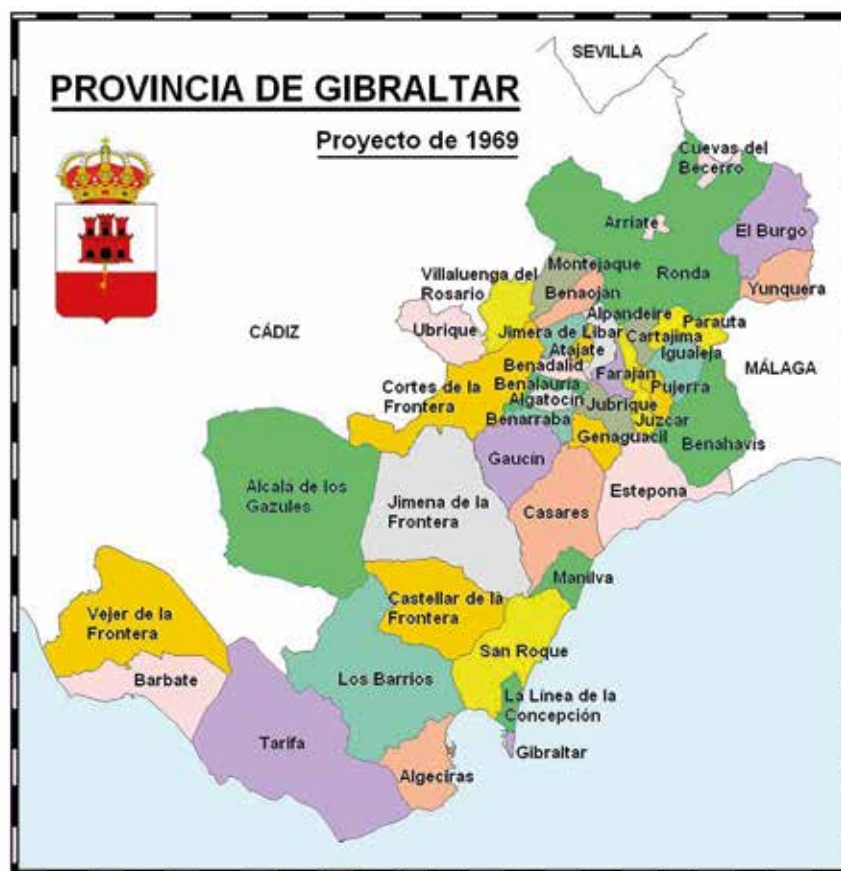 SEVILLA
PROVINCIA DE GIBRALTAR
Proyecto de 1969
Cuevas del
Becerro
Arriate
El Burgo
Montejaque
Villaluenga del
Rosario
Ronda
Benaoján
Yunquera
Ubrique
Alpandeire
Parauta
CÁDIZ
Jimera de Líbar
Cartajima
Atajate
Igualeja
MÁLAGA
Benadalid
Faraján
Cortes de la
Frontera
Benalauría
Pujerra
Algatocín
Jubrique
Benarrabá
Júzcar
Genaguacil
Benahavís
Gaucín
Estepona
Alcalá de los
Gazules
Jimena de la
Frontera
Casares
Manilva
Castellar de la
Frontera
Vejer de la
Frontera
San Roque
Barbate
Los Barrios
La Línea de la
Concepción
Tarifa
Gibraltar
Algeciras